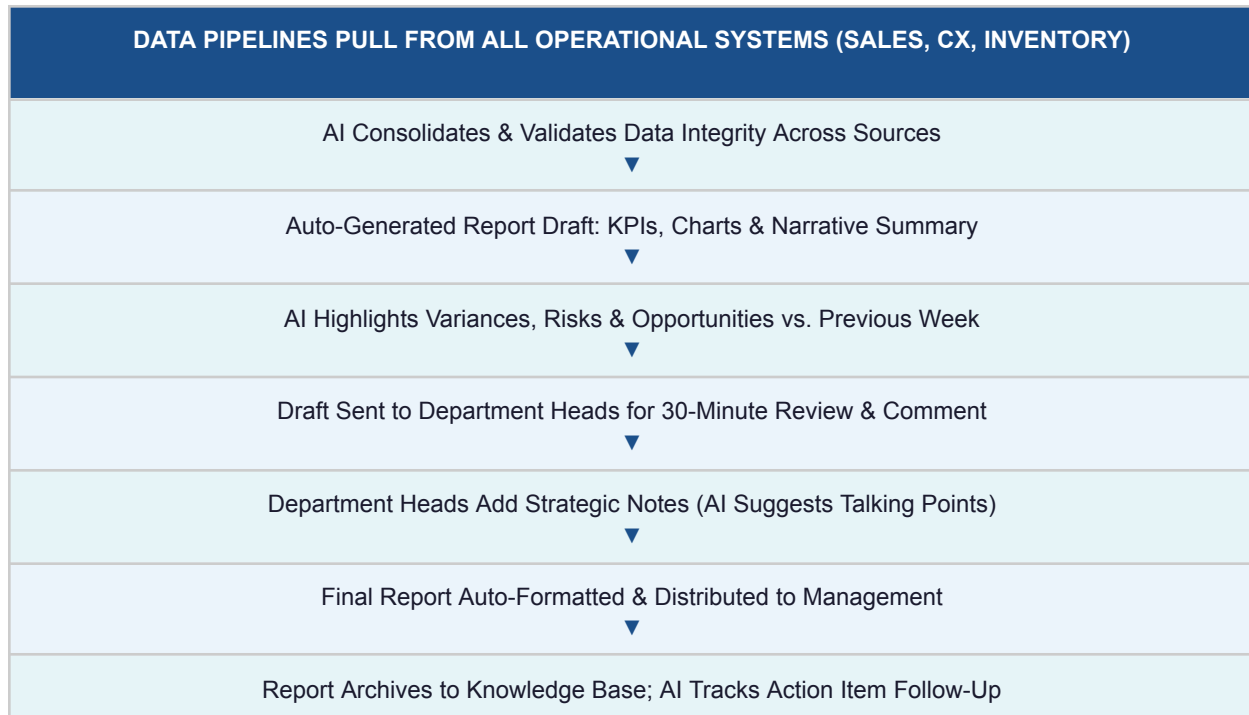 DATA PIPELINES PULL FROM ALL OPERATIONAL SYSTEMS (SALES, CX, INVENTORY)
AI Consolidates & Validates Data Integrity Across Sources
Auto-Generated Report Draft: KPIs, Charts & Narrative Summary
AI Highlights Variances, Risks & Opportunities vs. Previous Week
Draft Sent to Department Heads for 30-Minute Review & Comment
Department Heads Add Strategic Notes (AI Suggests Talking Points)
Final Report Auto-Formatted & Distributed to Management
Report Archives to Knowledge Base; AI Tracks Action Item Follow-Up